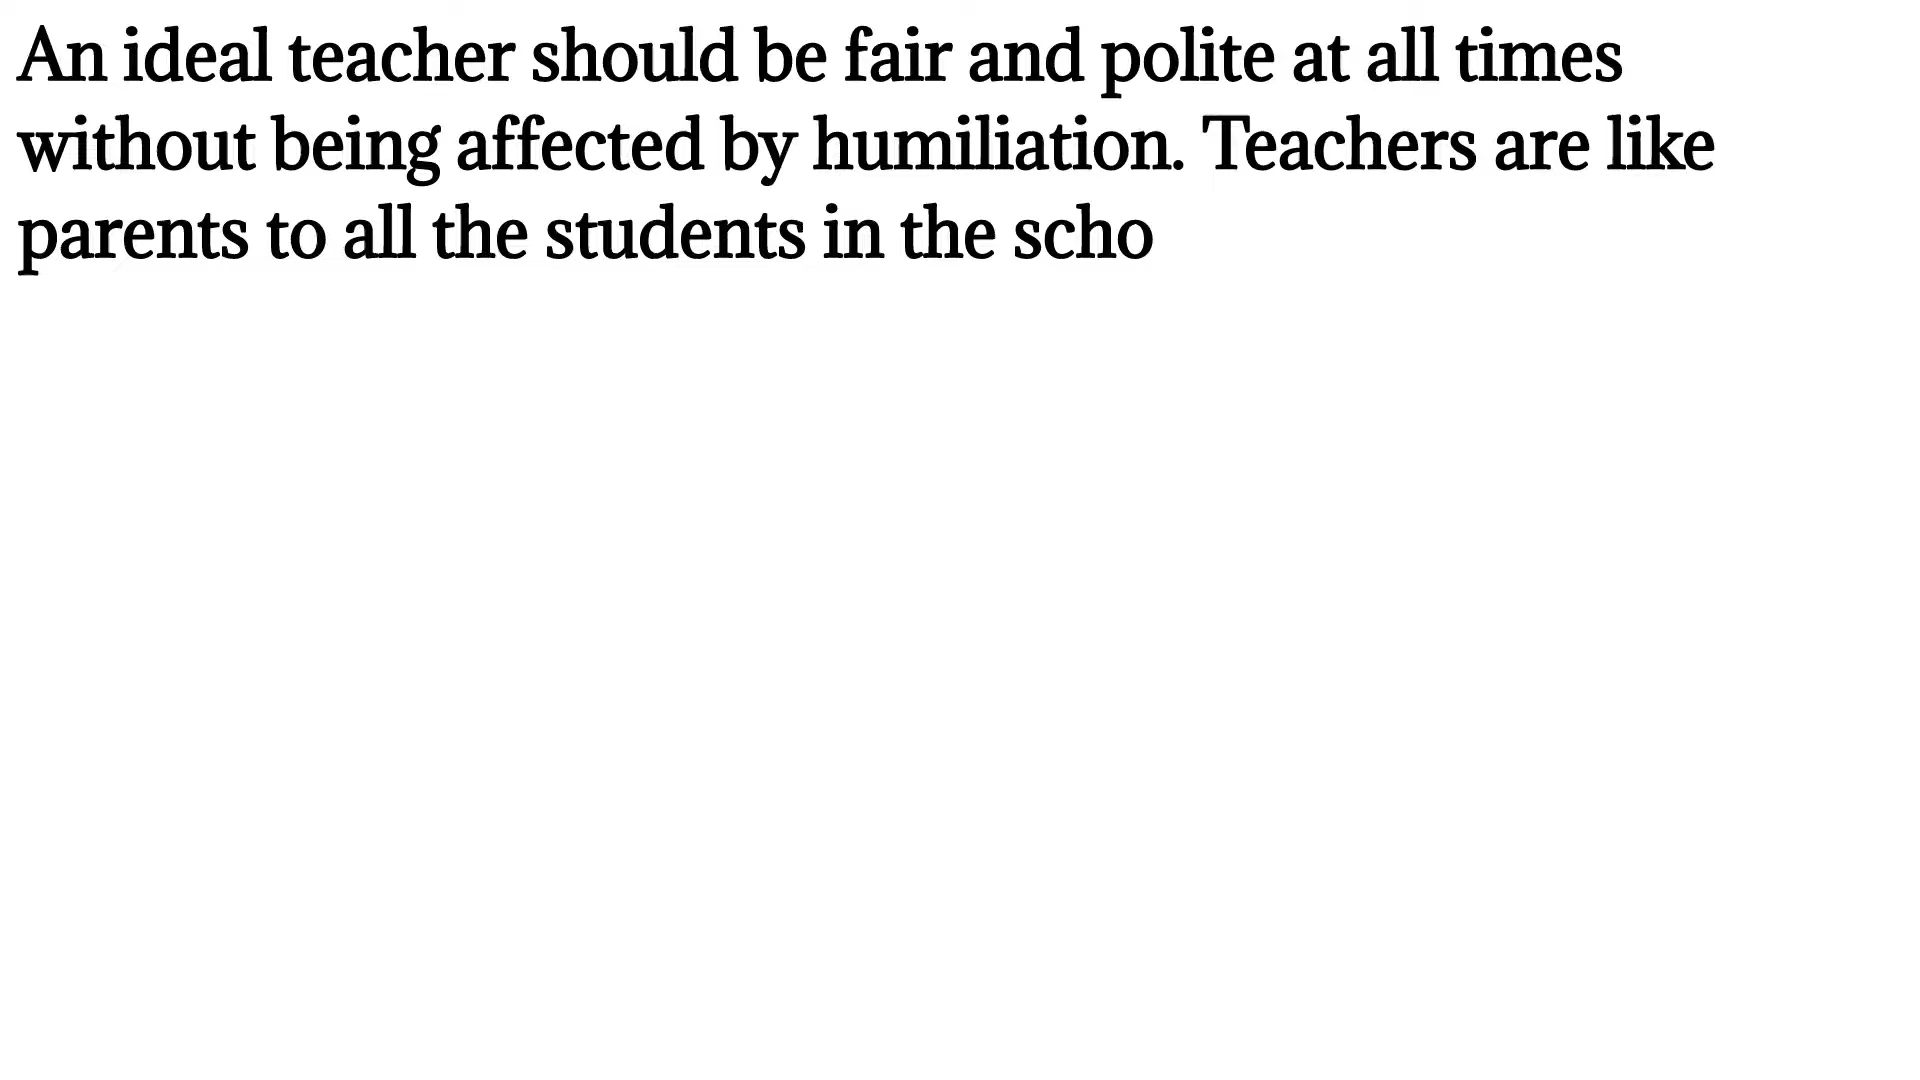 An ideal teacher should be fair and polite at all times
without being affected by humiliation. Teachers are like
parents to all the students in the scho